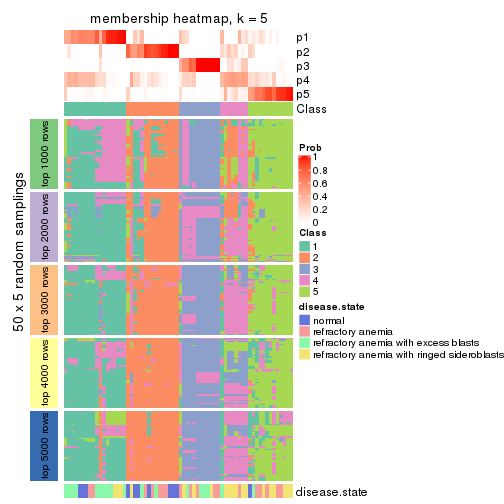 membership heatmap, k = 5
p1
p2
p3
p4
p5
Class
50 x 5 random samplings
top 1000 rows
top 2000 rows
top 3000 rows
top 4000 rows
top 5000 rows
Prob
1
0.8
0.6
0.4
0.2
0
Class
1
2
3
4
5
disease.state
normal
refractory anemia
refractory anemia with excess blasts
refractory anemia with ringed sideroblasts
disease.state